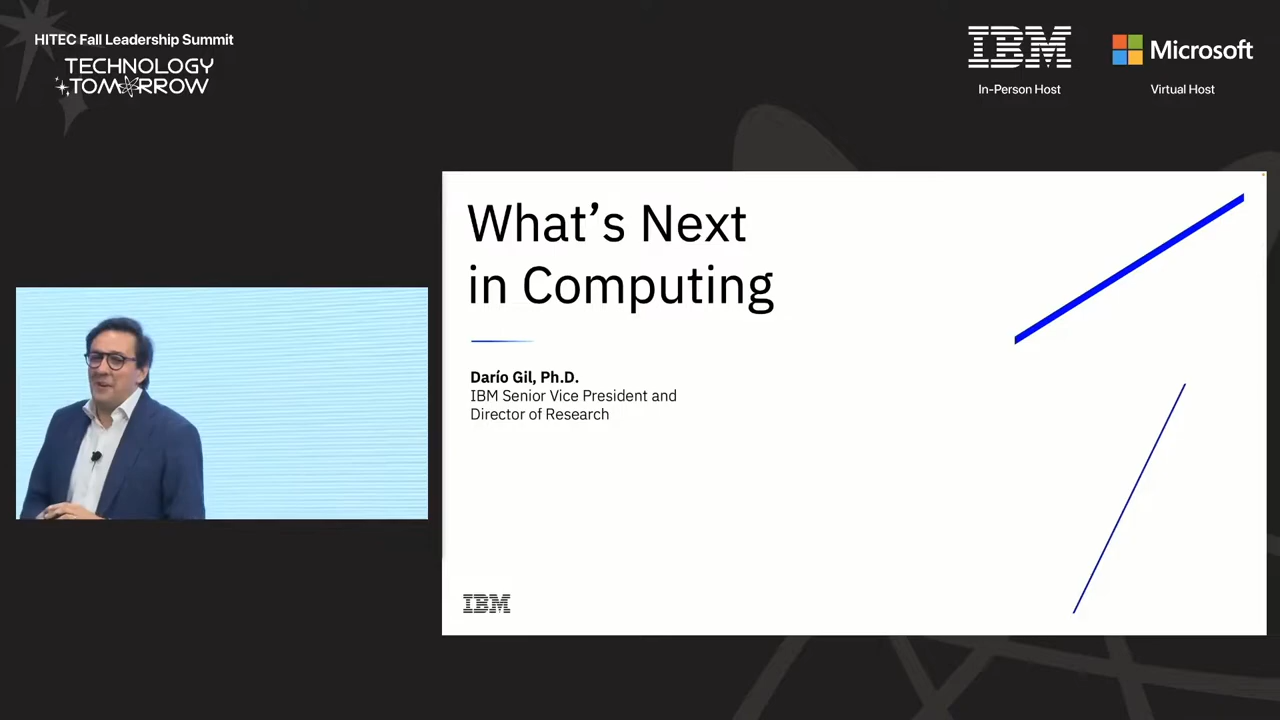 HITEC Fall Leadership Summit
TECHNOLOGY
TOMORROW
IBM
In-Person Host
Microsoft
Virtual Host
What’s Next
in Computing
Darío Gil, Ph.D.
IBM Senior Vice President and
Director of Research
IBM